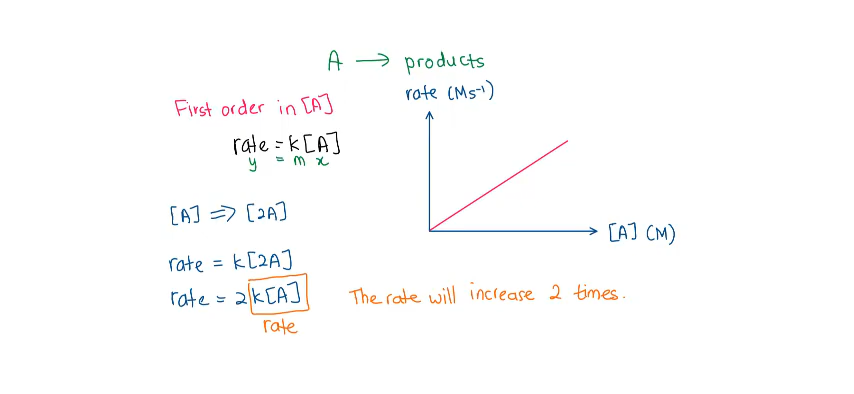 A → products
First order in [A]
rate = k[A]
y = m x
[A] ⇒ [2A]
rate = k[2A]
rate = 2 k[A]
rate
rate (Ms⁻¹)
[A] (M)
The rate will increase 2 times.